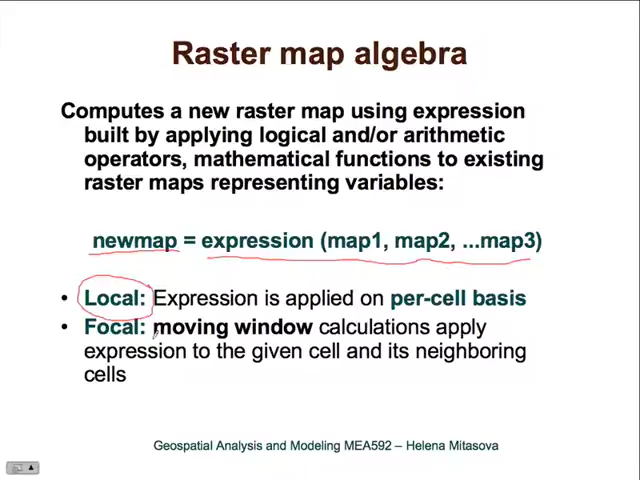 Raster map algebra
Computes a new raster map using expression
built by applying logical and/or arithmetic
operators, mathematical functions to existing
raster maps representing variables:
newmap = expression (map1, map2, ...map3)
• Local: Expression is applied on per-cell basis
• Focal: moving window calculations apply
expression to the given cell and its neighboring
cells
Geospatial Analysis and Modeling MEA592 – Helena Mitasova